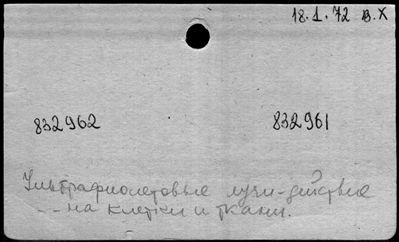 18.1.72 в.Х
832962 832961
Ультрафиолетовые лучи-действие
-- на клетки и ткани.